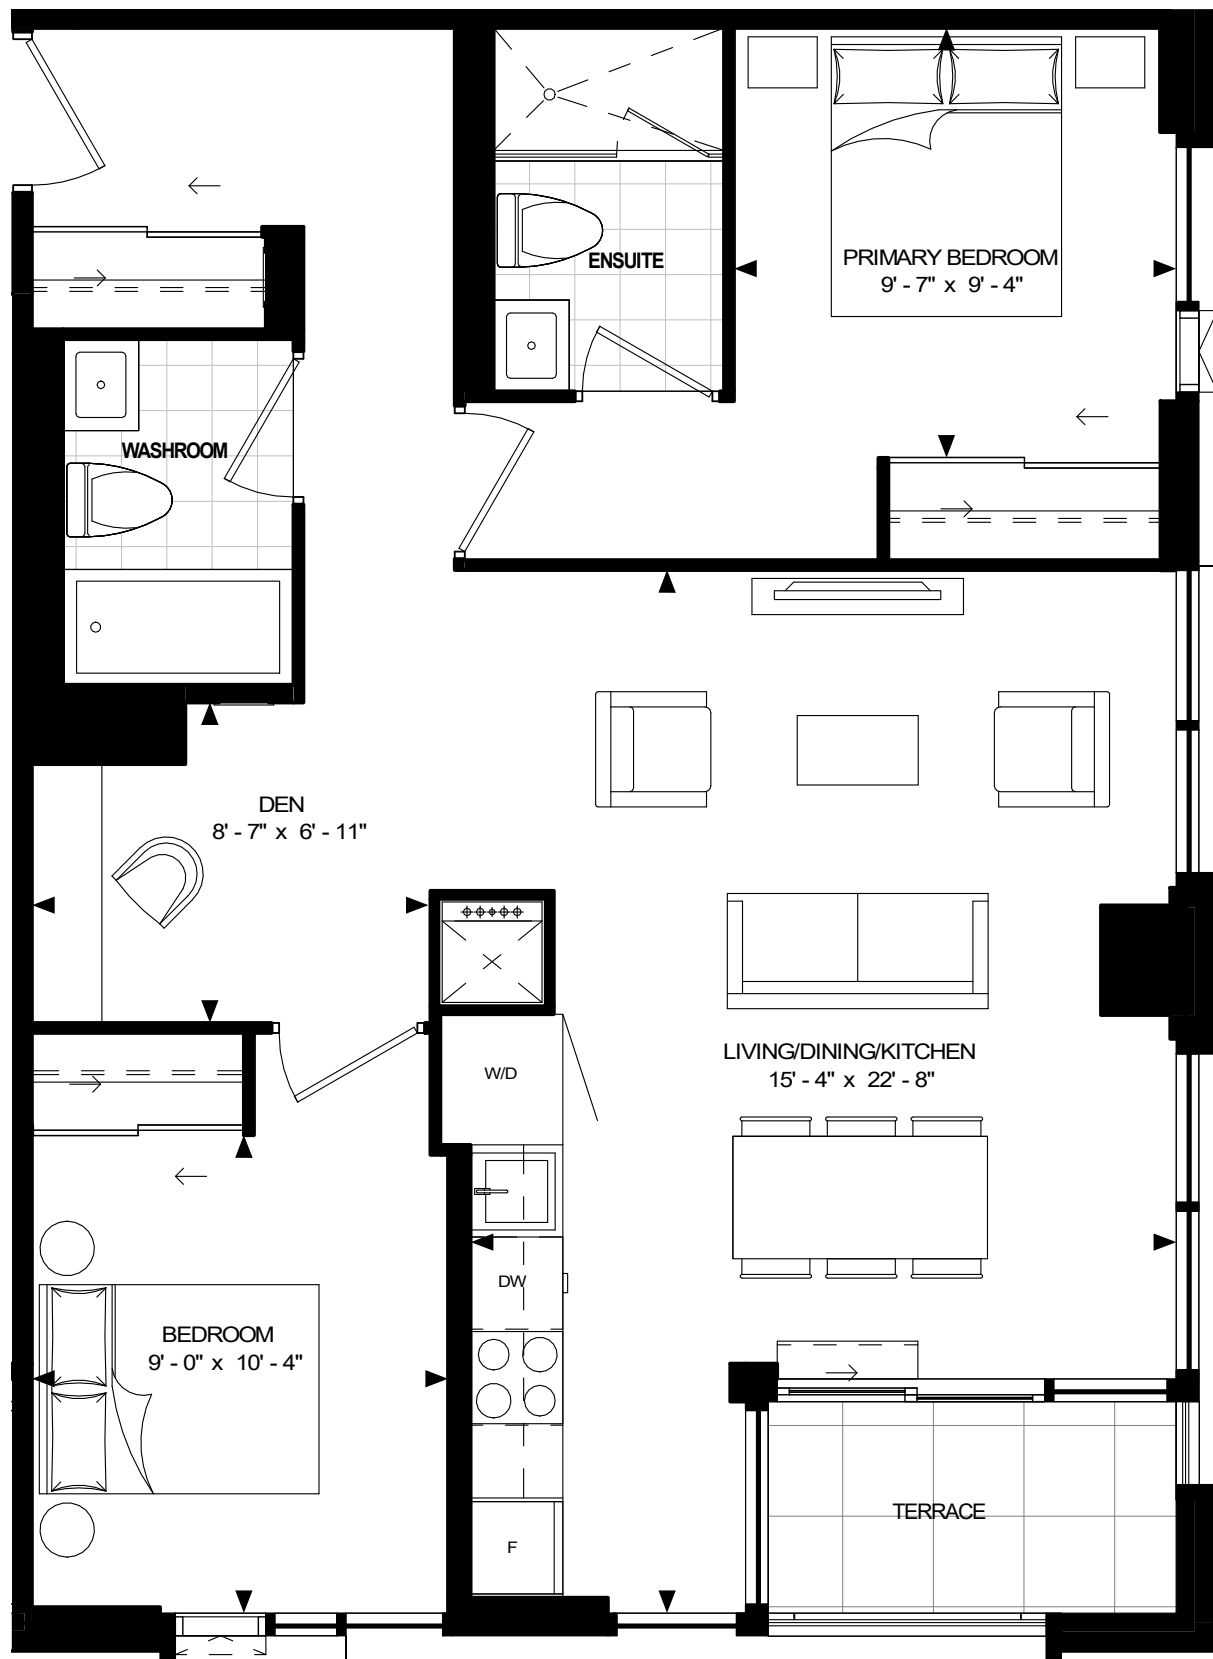 ENSUITE
PRIMARY BEDROOM
9' - 7" x 9' - 4"
WASHROOM
DEN
8' - 7" x 6' - 11"
LIVING/DINING/KITCHEN
15' - 4" x 22' - 8"
W/D
DW
BEDROOM
9' - 0" x 10' - 4"
TERRACE
F